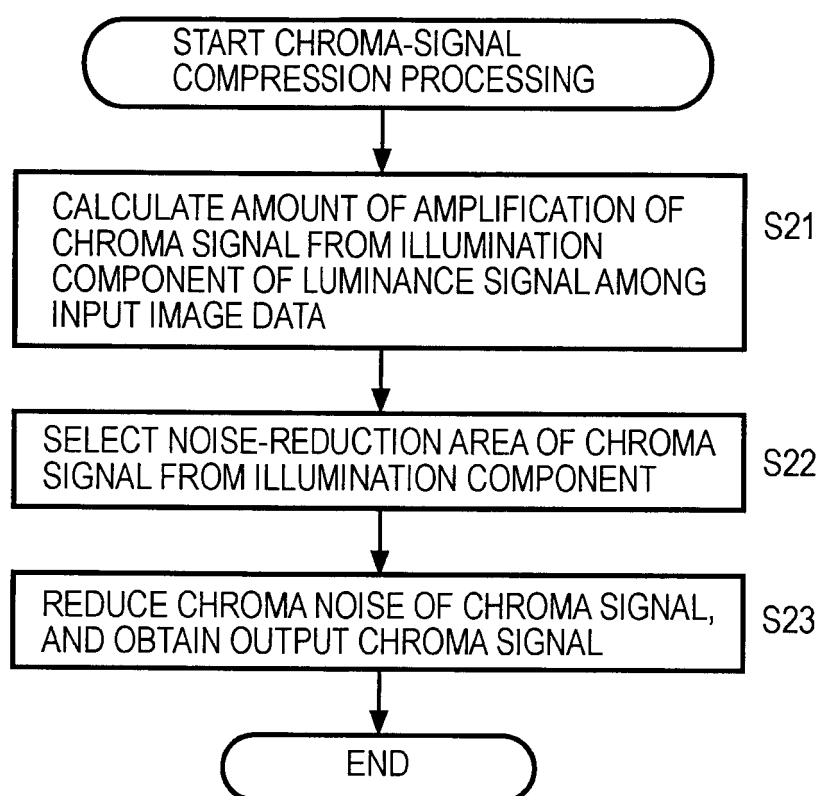 START CHROMA-SIGNAL
COMPRESSION PROCESSING
CALCULATE AMOUNT OF AMPLIFICATION OF
CHROMA SIGNAL FROM ILLUMINATION
COMPONENT OF LUMINANCE SIGNAL AMONG
INPUT IMAGE DATA
S21
SELECT NOISE-REDUCTION AREA OF CHROMA
SIGNAL FROM ILLUMINATION COMPONENT
S22
REDUCE CHROMA NOISE OF CHROMA SIGNAL,
AND OBTAIN OUTPUT CHROMA SIGNAL
S23
END